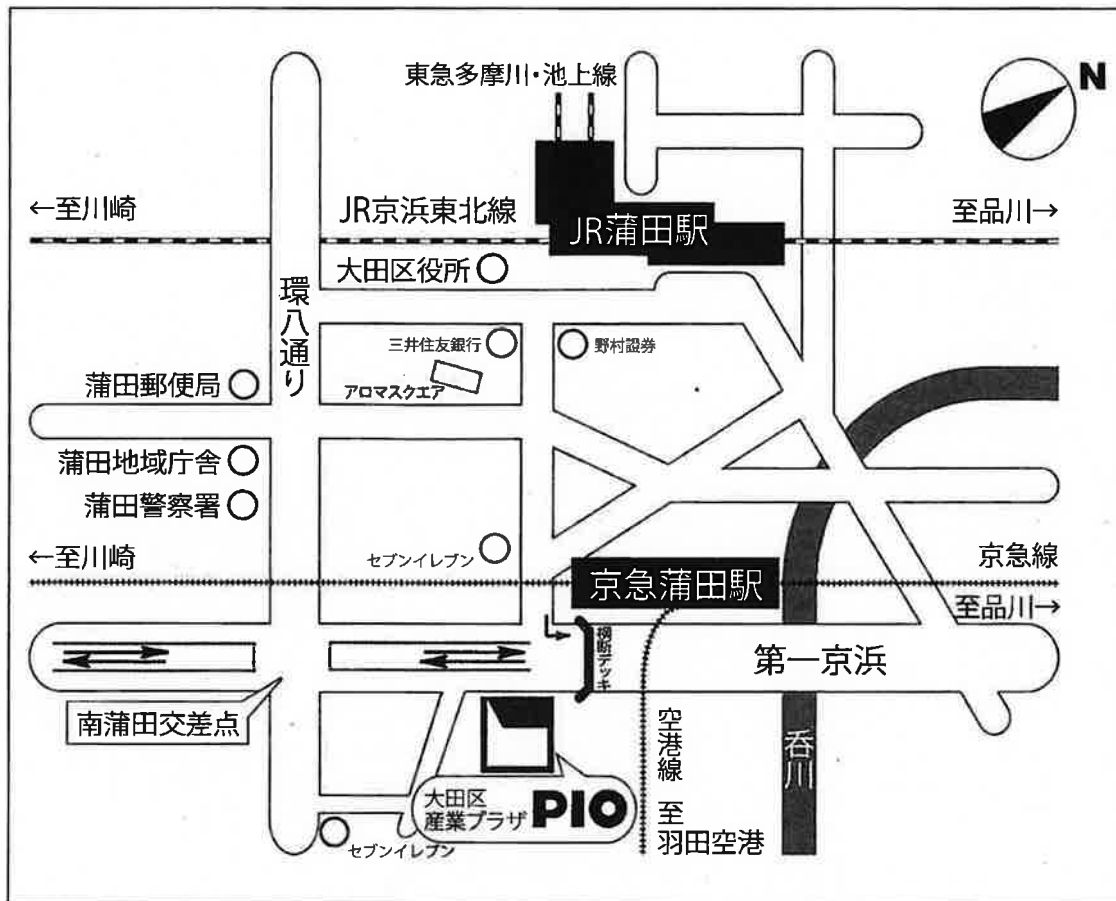 東急多摩川・池上線
N
←至川崎
JR京浜東北線
JR蒲田駅
至品川→
大田区役所
環八通り
三井住友銀行
野村證券
アロマスクエア
蒲田郵便局
蒲田地域庁舎
蒲田警察署
←至川崎
セブンイレブン
京急蒲田駅
京急線
至品川→
横断デッキ
第一京浜
南蒲田交差点
空港線 至
羽田空港
呑川
大田区
産業プラザ PIO
セブンイレブン